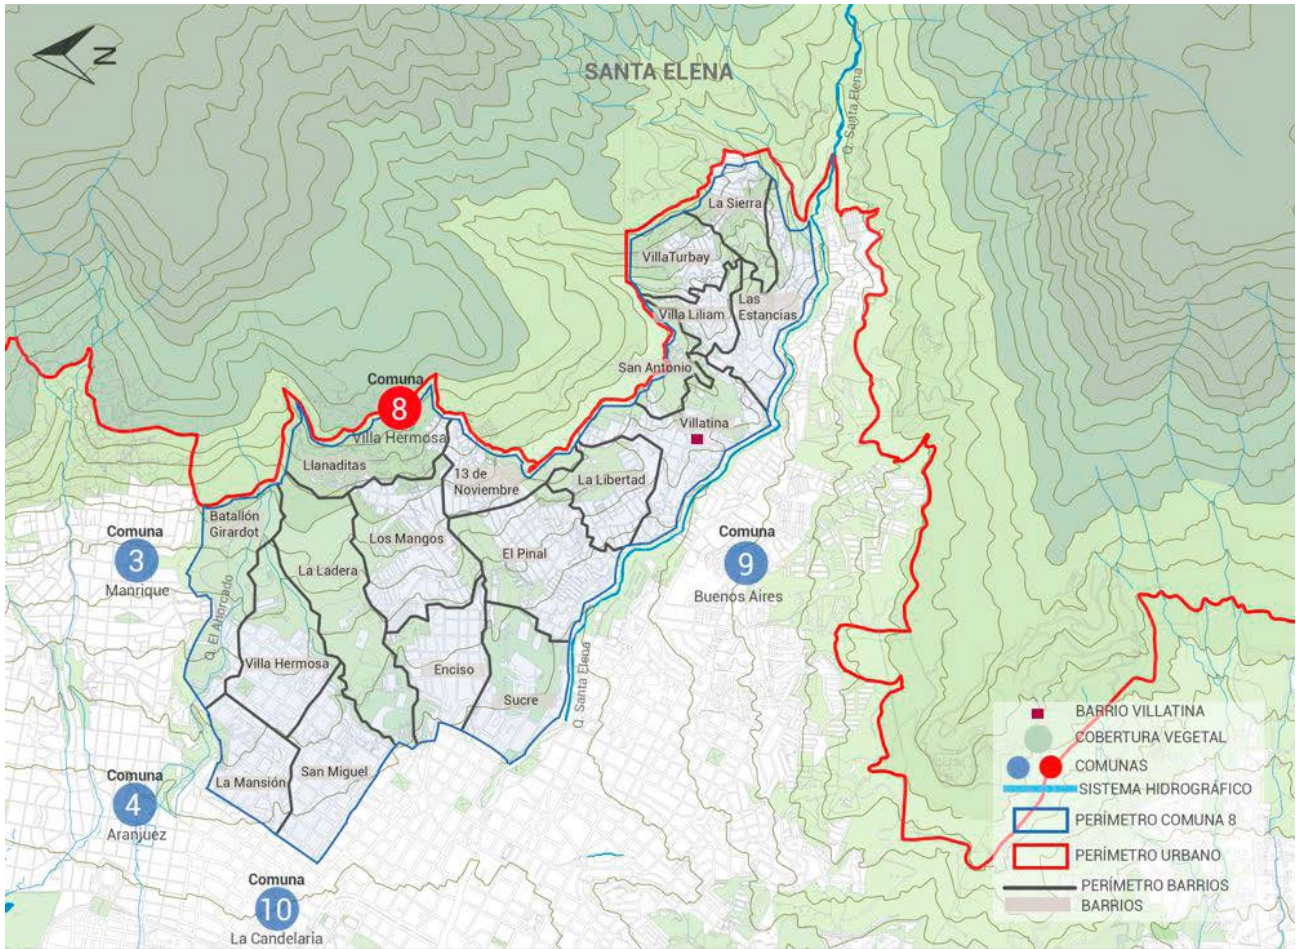 N
SANTA ELENA
Q. Santa Elena
La Sierra
VillaTurbay
Villa Liliam
Las
Estancias
San Antonio
Comuna
8
Villa Hermosa
Villatina
Llanaditas
13 de
Noviembre
La Libertad
Batallón
Girardot
Comuna
3
Manrique
Los Mangos
El Pinal
Comuna
9
Buenos Aires
La Ladera
Q. El Ahorcado
Villa Hermosa
Enciso
Sucre
Q. Santa Elena
La Mansión
San Miguel
Comuna
4
Aranjuez
Comuna
10
La Candelaria
BARRIO VILLATINA
COBERTURA VEGETAL
COMUNAS
SISTEMA HIDROGRÁFICO
PERÍMETRO COMUNA 8
PERÍMETRO URBANO
PERÍMETRO BARRIOS
BARRIOS